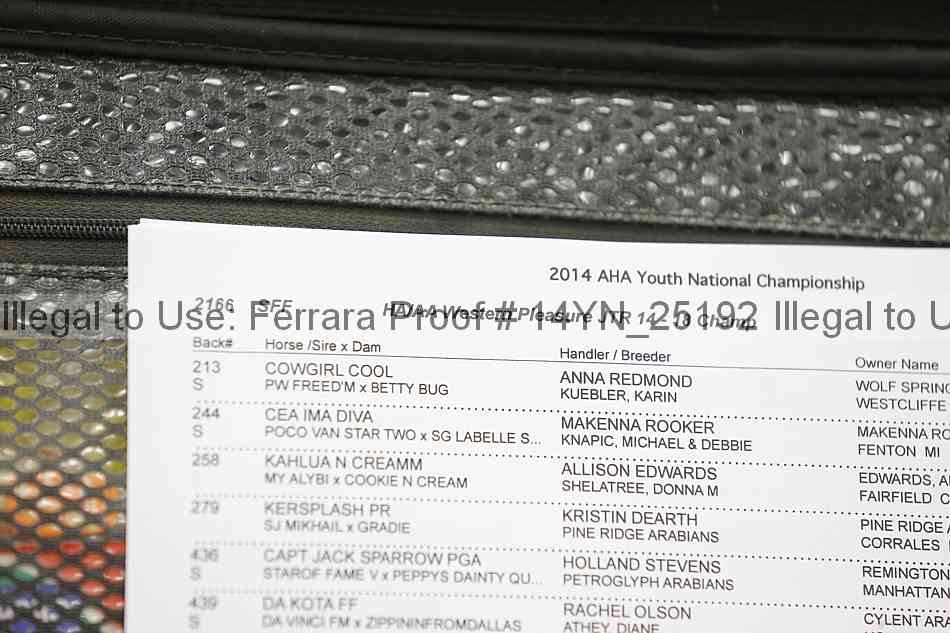 2014 AHA Youth National Championship
2166 SFF HA/AA Western Pleasure JTR 14 - 18 Champ
Illegal to Use: Ferrara Proof # 14YN_25192 Illegal to U
Back# Horse /Sire x Dam Handler / Breeder Owner Name
213 COWGIRL COOL ANNA REDMOND WOLF SPRING
S PW FREED'M x BETTY BUG KUEBLER, KARIN WESTCLIFFE
244 CEA IMA DIVA MAKENNA ROOKER MAKENNA RO
S POCO VAN STAR TWO x SG LABELLE S... KNAPIC, MICHAEL & DEBBIE FENTON MI
258 KAHLUA N CREAMM ALLISON EDWARDS EDWARDS, A
MY ALYBI x COOKIE N CREAM SHELATREE, DONNA M FAIRFIELD C
279 KERSPLASH PR KRISTIN DEARTH PINE RIDGE A
SJ MIKHAIL x GRADIE PINE RIDGE ARABIANS CORRALES
436 CAPT JACK SPARROW PGA HOLLAND STEVENS REMINGTON
S STAROF FAME V x PEPPYS DAINTY QU... PETROGLYPH ARABIANS MANHATTAN
439 DA KOTA FF RACHEL OLSON CYLENT AR
S DA VINCI FM x ZIPPININFROMDALLAS ATHEY, DIANE